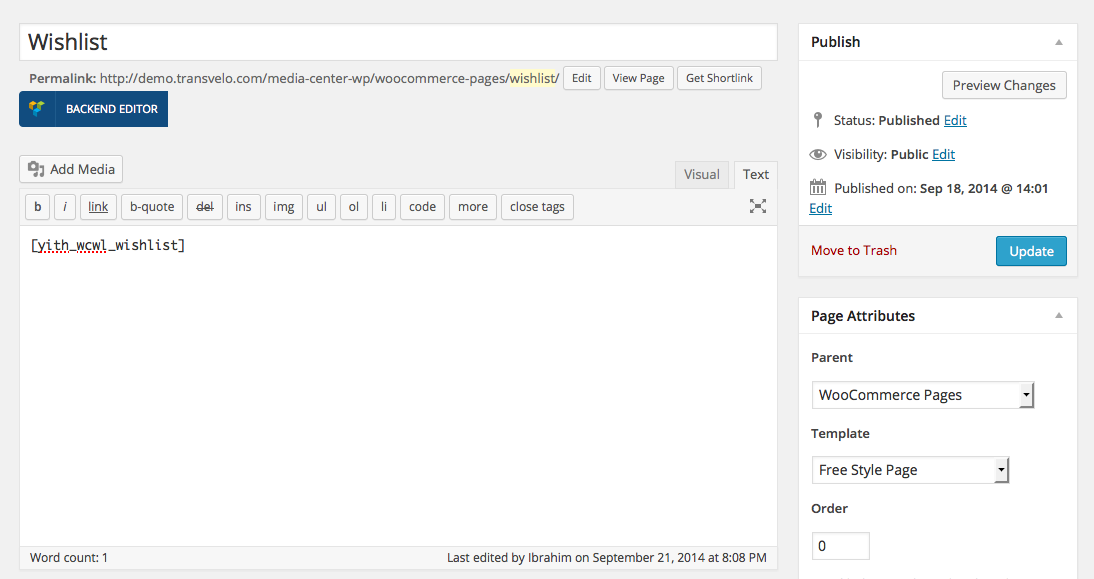 Wishlist
Permalink: http://demo.transvelo.com/media-center-wp/woocommerce-pages/wishlist/ Edit View Page Get Shortlink
BACKEND EDITOR
Add Media
Visual Text
b i link b-quote del ins img ul ol li code more close tags
[yith_wcwl_wishlist]
Word count: 1 Last edited by Ibrahim on September 21, 2014 at 8:08 PM
Publish
Preview Changes
Status: Published Edit
Visibility: Public Edit
Published on: Sep 18, 2014 @ 14:01
Edit
Move to Trash Update
Page Attributes
Parent
WooCommerce Pages
Template
Free Style Page
Order
0